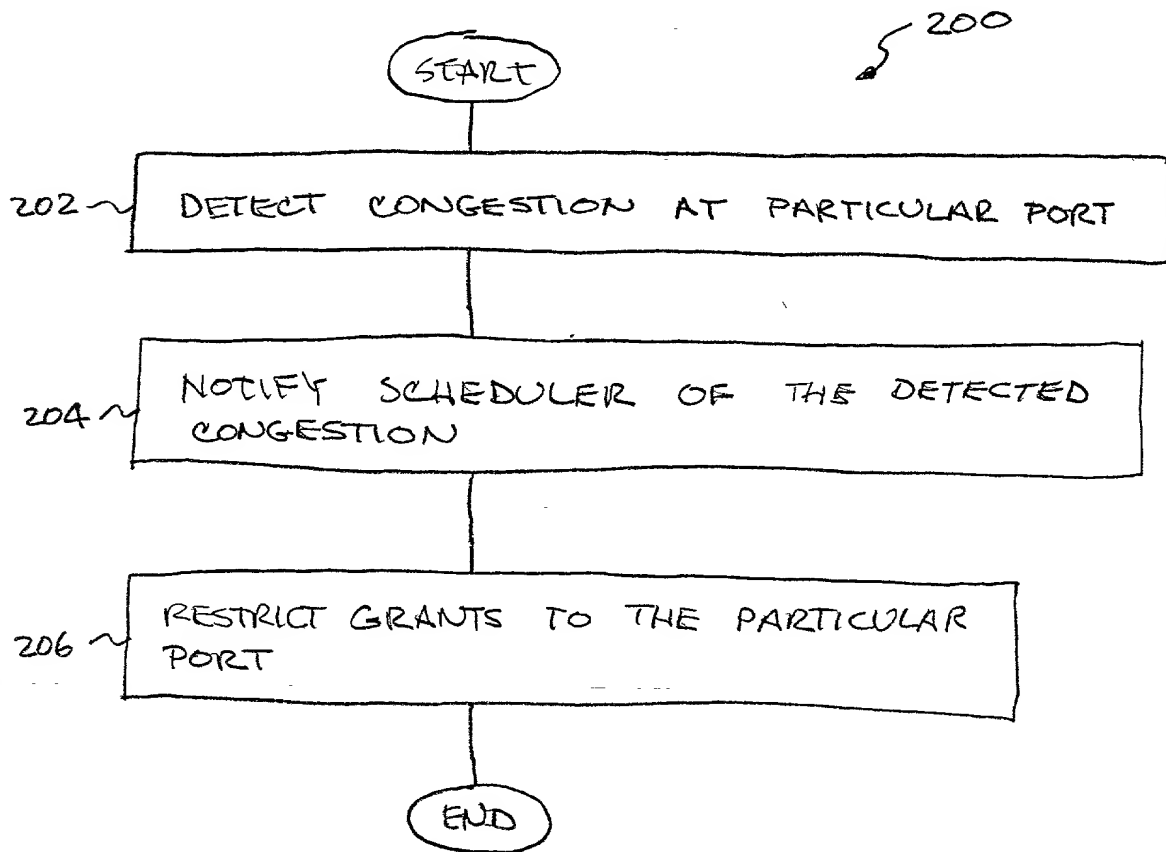 200
START
202 DETECT CONGESTION AT PARTICULAR PORT
NOTIFY SCHEDULER OF THE DETECTED
204 CONGESTION
RESTRICT GRANTS TO THE PARTICULAR
206 PORT
END